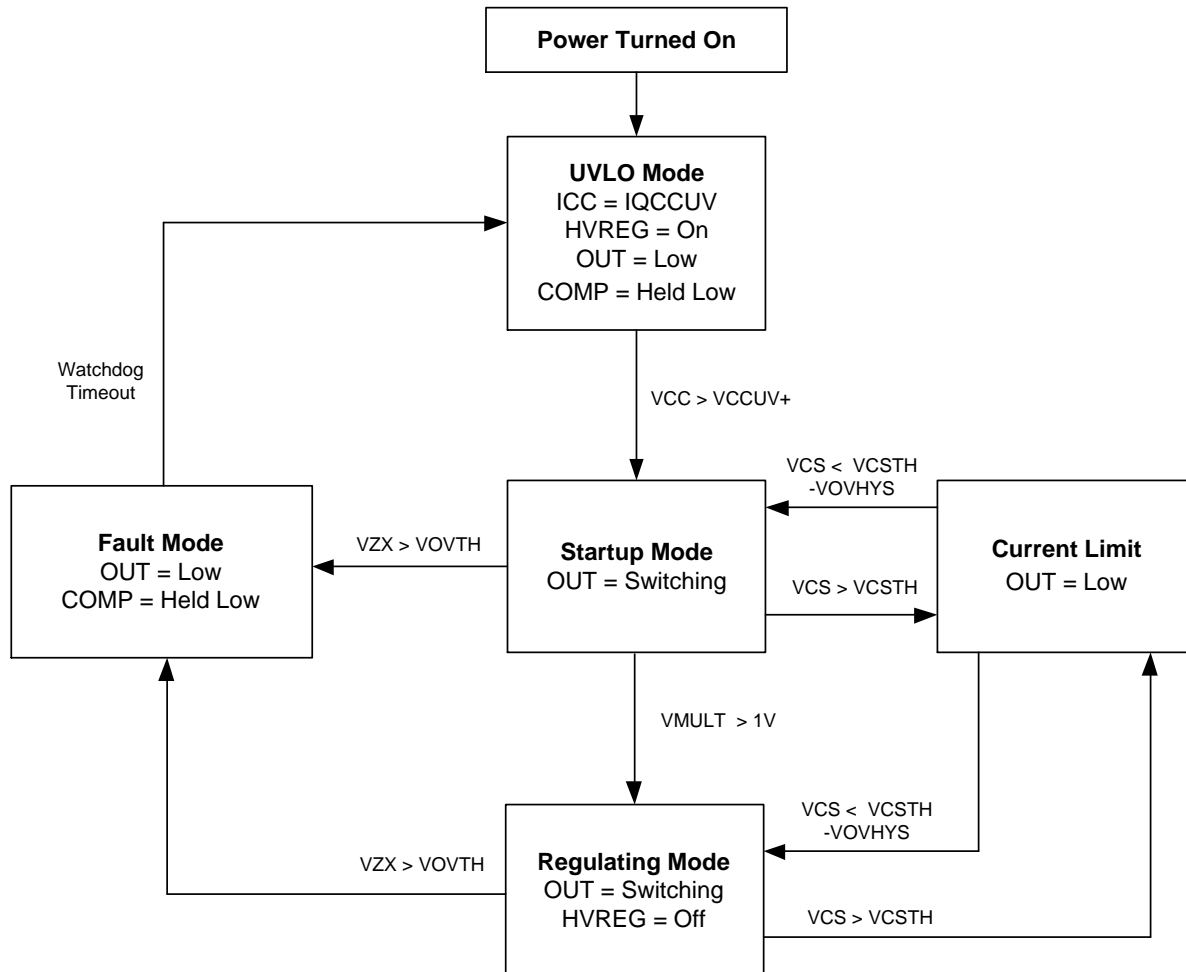 Power Turned On
UVLO Mode
ICC = IQCCUV
HVREG = On
OUT = Low
COMP = Held Low
Watchdog
Timeout
VCC > VCCUV+
VCS < VCSTH
-VOVHYS
Fault Mode
OUT = Low
COMP = Held Low
VZX > VOVTH
Startup Mode
OUT = Switching
VCS > VCSTH
Current Limit
OUT = Low
VMULT > 1V
VCS < VCSTH
-VOVHYS
VZX > VOVTH
Regulating Mode
OUT = Switching
HVREG = Off
VCS > VCSTH